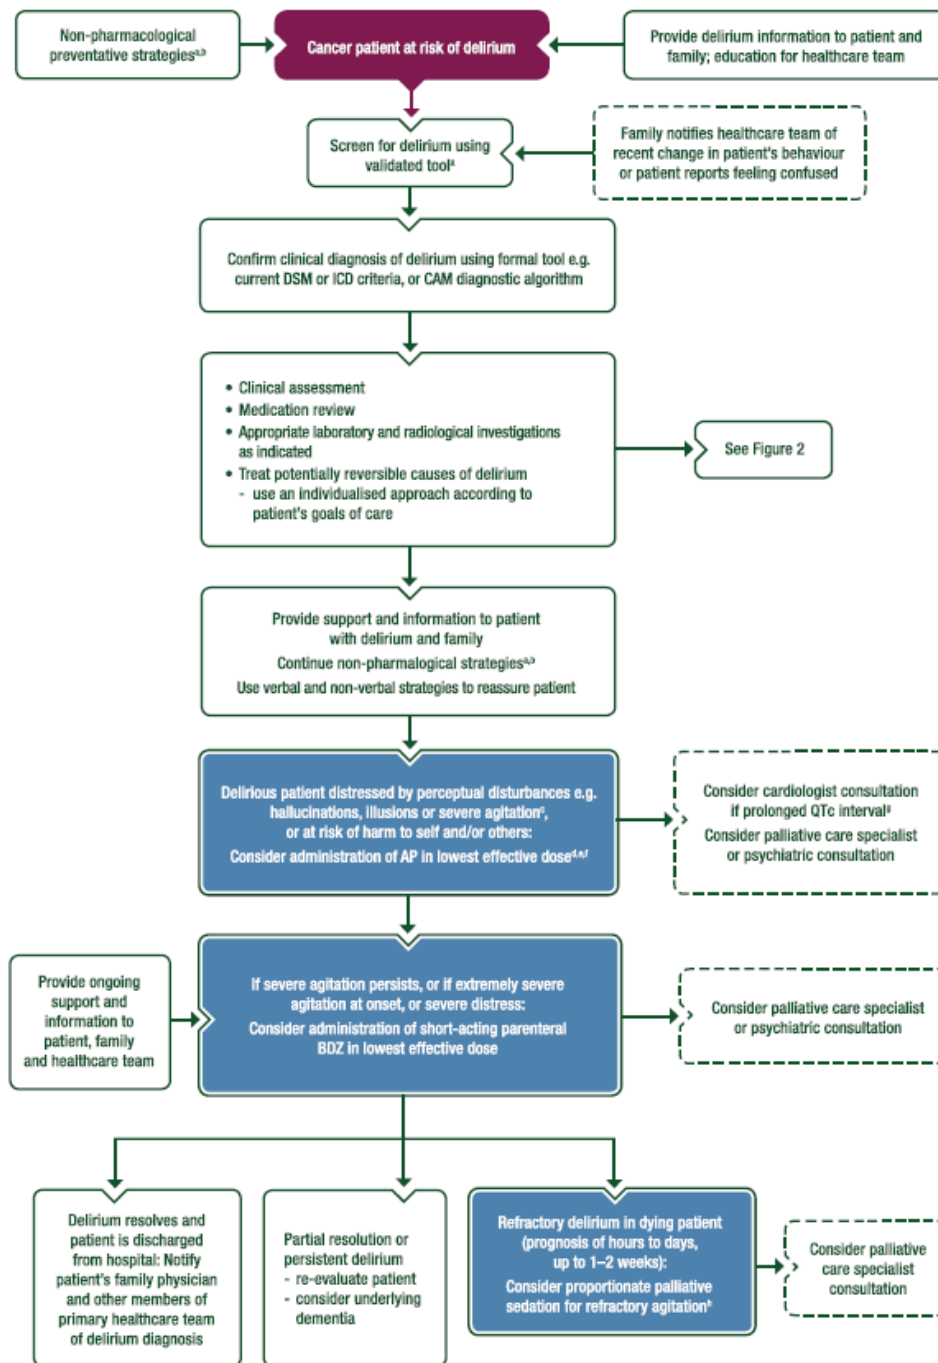 Non-pharmacological
preventative strategiesᵃ,ᵇ
Cancer patient at risk of delirium
Provide delirium information to patient and
family; education for healthcare team
Screen for delirium using
validated toolᵃ
Family notifies healthcare team of
recent change in patient's behaviour
or patient reports feeling confused
Confirm clinical diagnosis of delirium using formal tool e.g.
current DSM or ICD criteria, or CAM diagnostic algorithm
• Clinical assessment
• Medication review
• Appropriate laboratory and radiological investigations
as indicated
• Treat potentially reversible causes of delirium
- use an individualised approach according to
patient's goals of care
See Figure 2
Provide support and information to patient
with delirium and family
Continue non-pharmalogical strategiesᵃ,ᵇ
Use verbal and non-verbal strategies to reassure patient
Delirious patient distressed by perceptual disturbances e.g.
hallucinations, illusions or severe agitationᶜ,
or at risk of harm to self and/or others:
Consider administration of AP in lowest effective doseᵈ,ᵉ,ᶠ
Consider cardiologist consultation
if prolonged QTc intervalᵍ
Consider palliative care specialist
or psychiatric consultation
Provide ongoing
support and
information to
patient, family
and healthcare team
If severe agitation persists, or if extremely severe
agitation at onset, or severe distress:
Consider administration of short-acting parenteral
BDZ in lowest effective dose
Consider palliative care specialist
or psychiatric consultation
Delirium resolves and
patient is discharged
from hospital: Notify
patient's family physician
and other members of
primary healthcare team
of delirium diagnosis
Partial resolution or
persistent delirium
- re-evaluate patient
- consider underlying
dementia
Refractory delirium in dying patient
(prognosis of hours to days,
up to 1–2 weeks):
Consider proportionate palliative
sedation for refractory agitationʰ
Consider palliative
care specialist
consultation